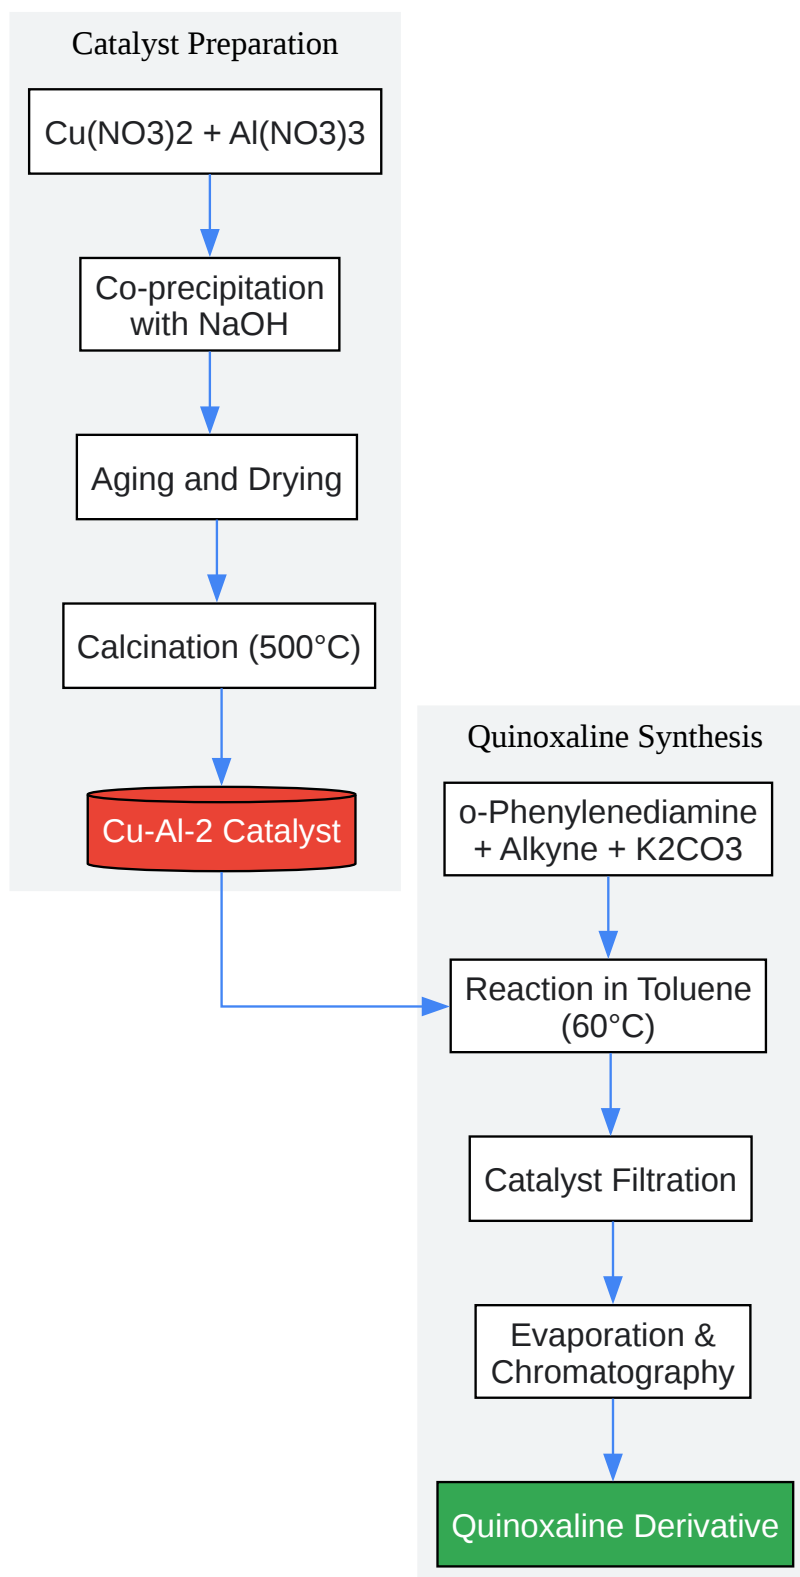 Catalyst Preparation
Cu(NO3)2 + Al(NO3)3
Co-precipitation
with NaOH
Aging and Drying
Calcination (500°C)
Cu-Al-2 Catalyst
Quinoxaline Synthesis
o-Phenylenediamine
+ Alkyne + K2CO3
Reaction in Toluene
(60°C)
Catalyst Filtration
Evaporation &
Chromatography
Quinoxaline Derivative